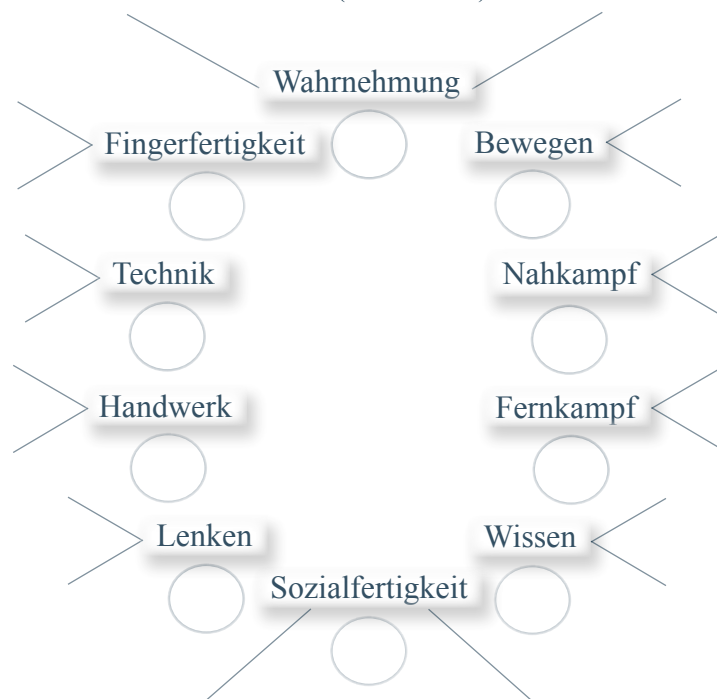 Wahrnehmung
Fingerfertigkeit
Bewegen
Technik
Nahkampf
Handwerk
Fernkampf
Lenken
Wissen
Sozialfertigkeit